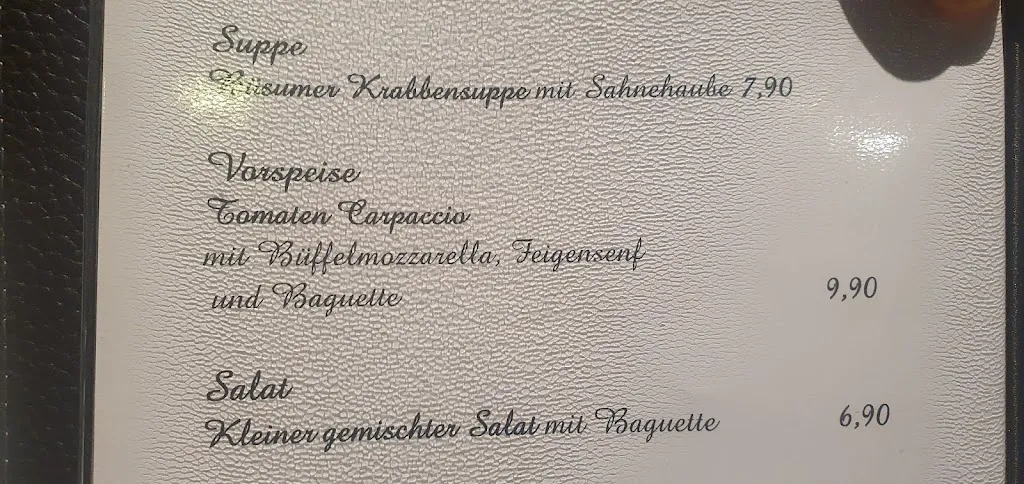 Suppe
Büsumer Krabbensuppe mit Sahnehaube 7,90
Vorspeise
Tomaten Carpaccio
mit Büffelmozzarella, Feigensenf
und Baguette 9,90
Salat
Kleiner gemischter Salat mit Baguette 6,90